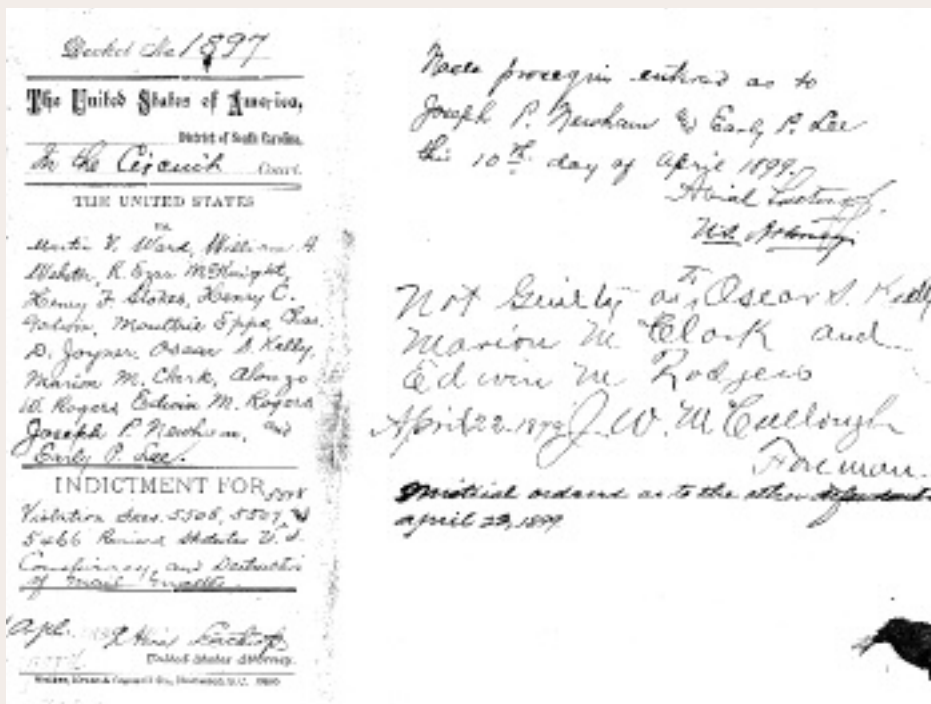 Docket No 1897
The United States of America,
District of South Carolina.
In the Circuit Court.
THE UNITED STATES
vs.
Martin V. Ward, William A.
Webster, R. Ezra McKnight,
Henry F. Stokes, Henry C.
Godwin, Moultrie Epps, Chas.
D. Joyner, Oscar S. Kelly,
Marion M. Clark, Alonzo
W. Rogers, Edwin M. Rogers
Joseph P. Newham, and
Early P. Lee.
INDICTMENT FOR
Violation Secs. 5508, 5507, &
5466 Revised Statutes U.S.
Conspiracy, and Destruction
of Mail Matter.
Apl.
United States Attorney.
prosequi entered as to
Joseph P. Newham & Early P. Lee
this 10th day of April 1899.
U.S. Attorney
Not Guilty as to Oscar S. Kelly
Marion M Clark and
Edwin M Rodgers
April 22-1899 J. W. McCullough
Foreman.
Mistrial ordered as to the other defendants
april 22, 1899